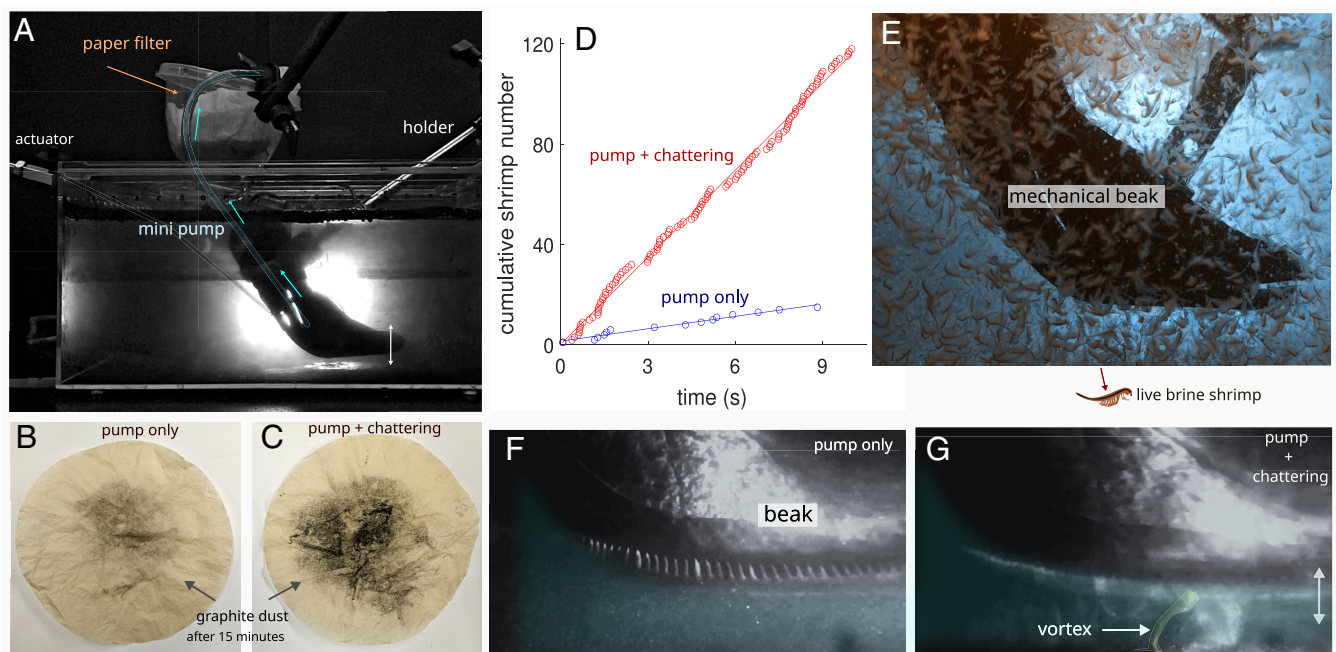 A
paper filter
actuator
holder
mini pump
B
pump only
C
pump + chattering
graphite dust
after 15 minutes
D
cumulative shrimp number
120
80
40
0
pump + chattering
pump only
0
3
6
9
time (s)
E
mechanical beak
live brine shrimp
F
pump only
beak
G
pump
+
chattering
vortex